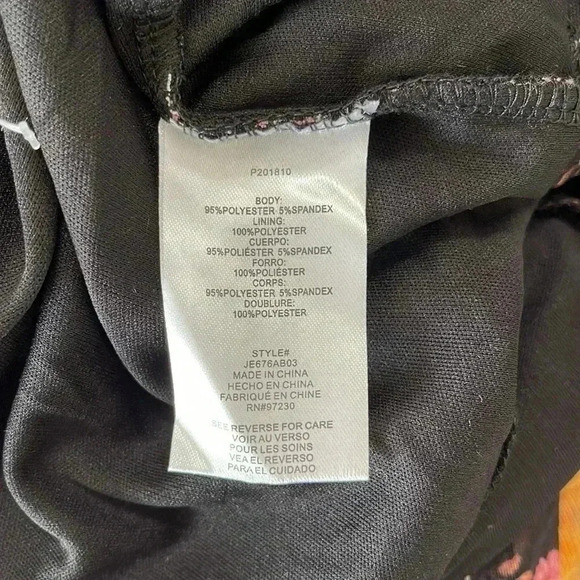 P201810
BODY:
95%POLYESTER 5%SPANDEX
LINING:
100%POLYESTER
CUERPO:
95%POLIÉSTER 5%SPANDEX
FORRO:
100%POLIÉSTER
CORPS:
95%POLYESTER 5%SPANDEX
DOUBLURE:
100%POLYESTER
STYLE#
JE676AB03
MADE IN CHINA
HECHO EN CHINA
FABRIQUÉ EN CHINE
RN#97230
SEE REVERSE FOR CARE
VOIR AU VERSO
POUR LES SOINS
VEA EL REVERSO
PARA EL CUIDADO